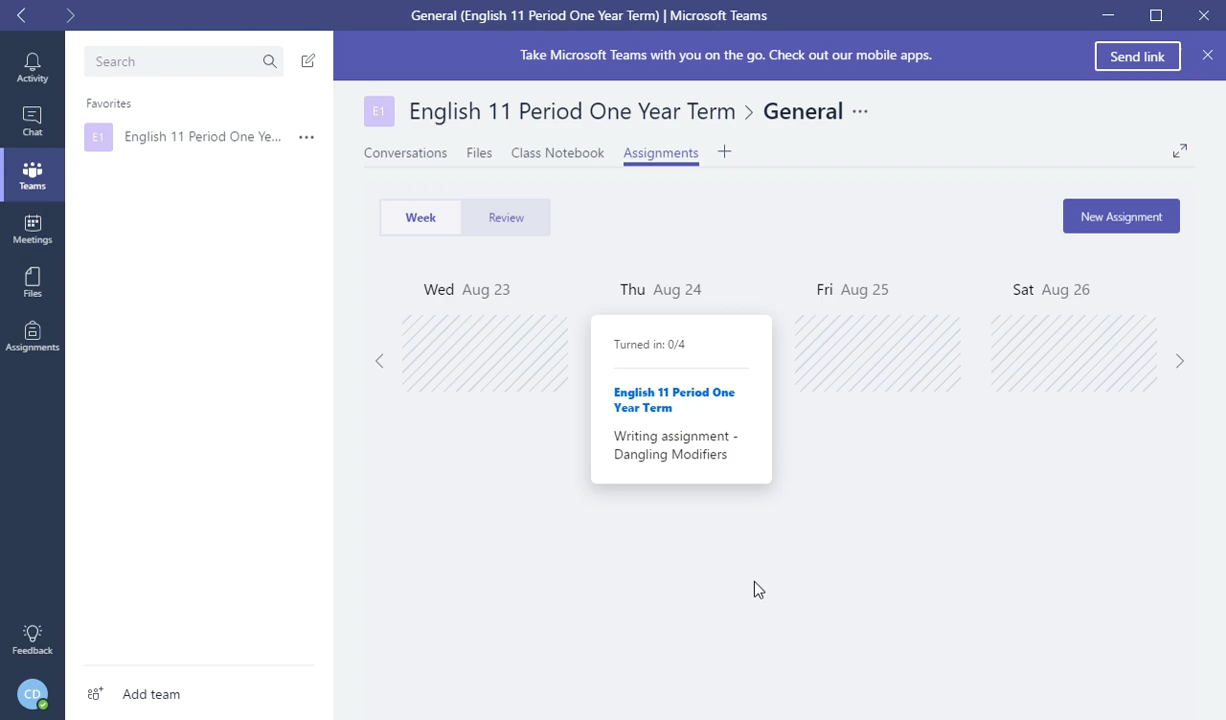 General (English 11 Period One Year Term) | Microsoft Teams
Take Microsoft Teams with you on the go. Check out our mobile apps.
Send link
Activity
Chat
Teams
Meetings
Files
Assignments
Feedback
CD
Search
Favorites
E1
English 11 Period One Ye...
Add team
E1
English 11 Period One Year Term > General
Conversations
Files
Class Notebook
Assignments
Week
Review
New Assignment
Wed Aug 23
Thu Aug 24
Fri Aug 25
Sat Aug 26
Turned in: 0/4
English 11 Period One
Year Term
Writing assignment -
Dangling Modifiers